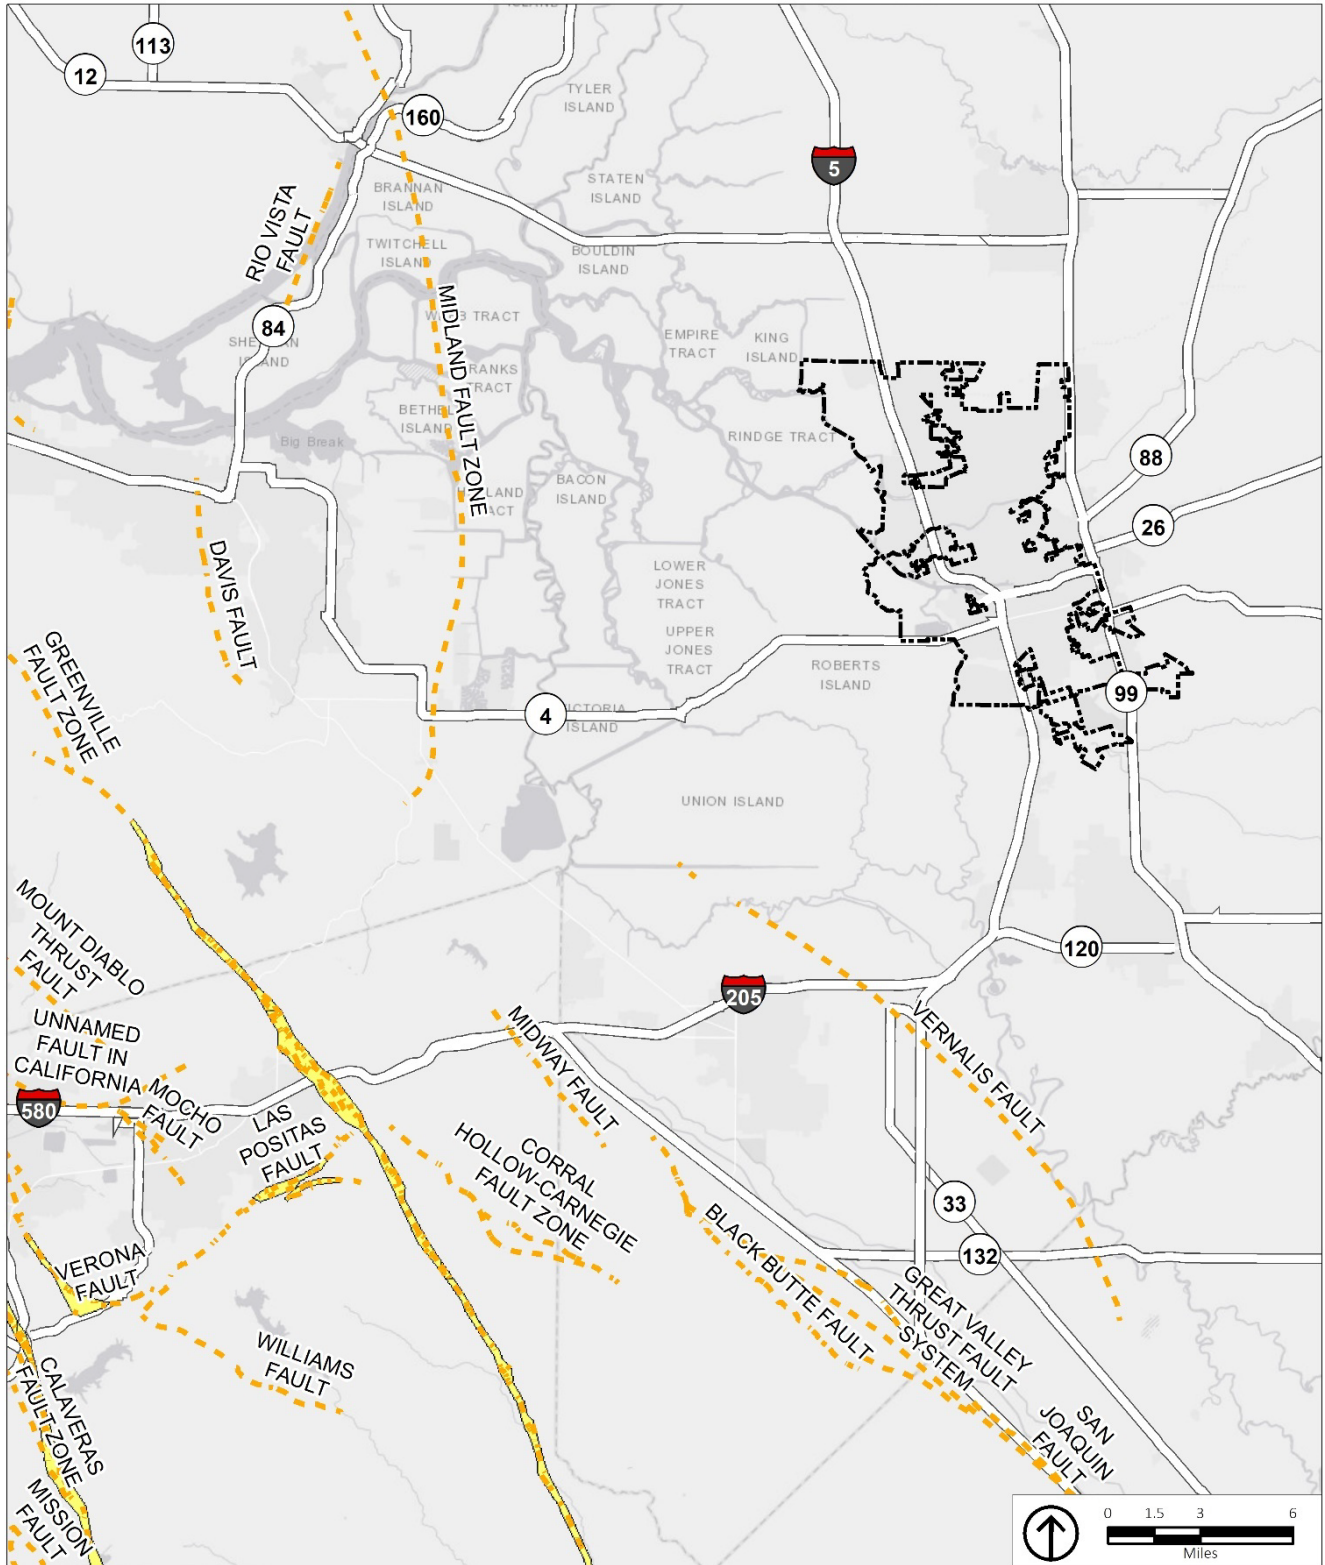 ISLAND
113
12
TYLER
ISLAND
160
5
STATEN
ISLAND
BRANNAN
ISLAND
RIO VISTA
FAULT
TWITCHELL
ISLAND
BOULDIN
ISLAND
MIDLAND FAULT ZONE
TRACT
84
EMPIRE
TRACT
KING
ISLAND
ISLAND
TRACT
BETHEL
ISLAND
Big Break
RINDGE TRACT
88
BACON
ISLAND
26
DAVIS FAULT
LOWER
JONES
TRACT
UPPER
JONES
TRACT
ROBERTS
ISLAND
99
GREENVILLE
FAULT ZONE
4
ISLAND
UNION ISLAND
MOUNT DIABLO
THRUST
FAULT
120
205
UNNAMED
FAULT IN
CALIFORNIA
MIDWAY FAULT
VERNALIS FAULT
580
MOCHO
FAULT
LAS
POSITAS
FAULT
CORRAL
HOLLOW-CARNEGIE
FAULT ZONE
33
BLACK BUTTE FAULT
132
VERONA
FAULT
GREAT VALLEY
THRUST FAULT
SYSTEM
WILLIAMS
FAULT
CALAVERAS
FAULT ZONE
SAN
JOAQUIN
FAULT
MISSION
FAULT
0 1.5 3 6
Miles